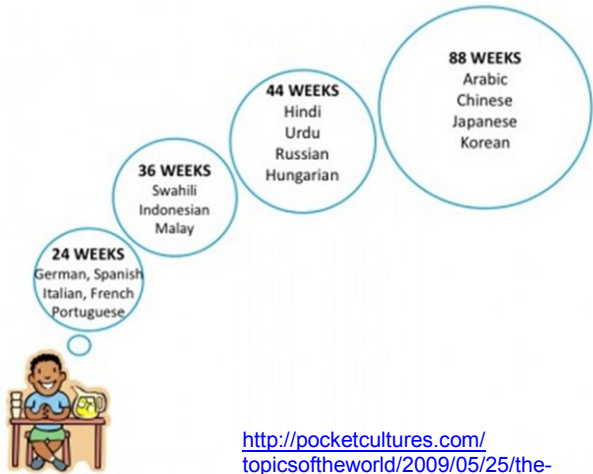 88 WEEKS
Arabic
Chinese
Japanese
Korean
44 WEEKS
Hindi
Urdu
Russian
Hungarian
36 WEEKS
Swahili
Indonesian
Malay
24 WEEKS
German, Spanish
Italian, French
Portuguese
http://pocketcultures.com/
topicsoftheworld/2009/05/25/the-